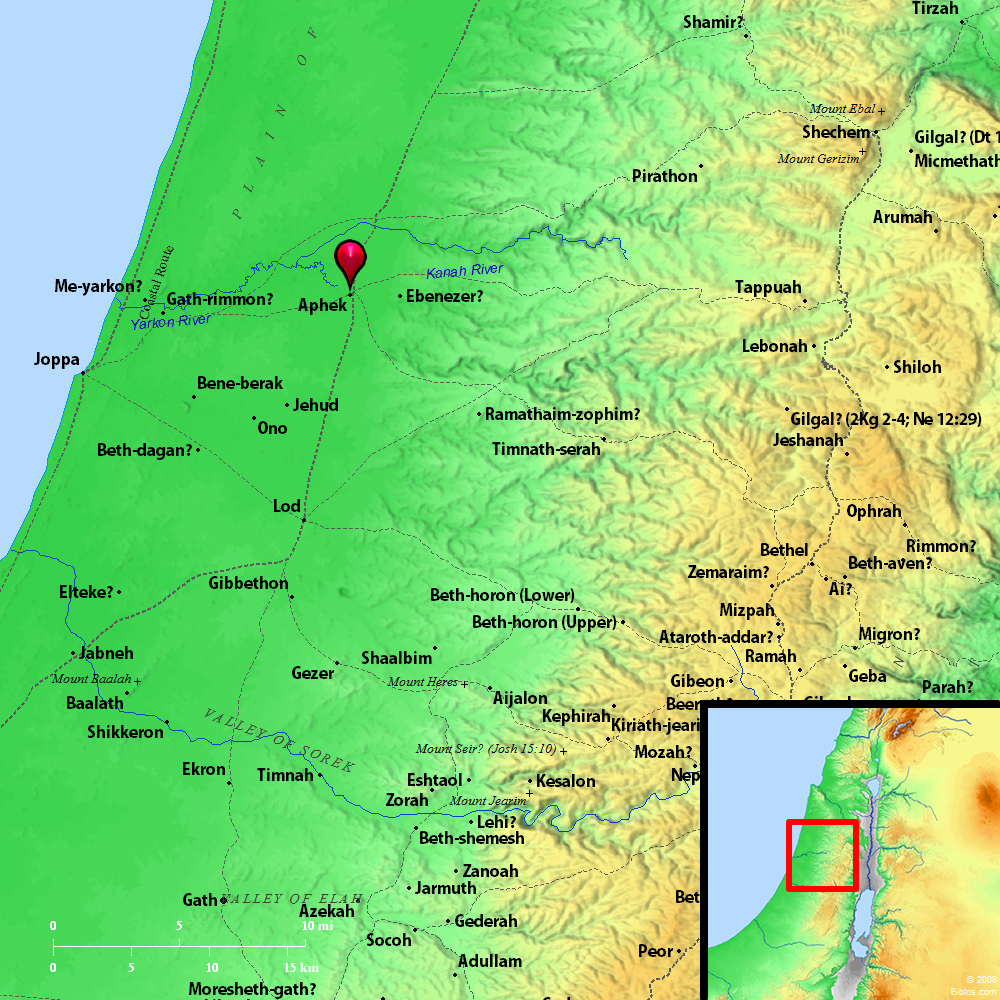 Tirzah
Shamir?
PLAIN OF
Mount Ebal
Shechem
Gilgal? (Dt 1
Mount Gerizim
Micmethath
Pirathon
Arumah
Coastal Route
Kanah River
Me-yarkon?
Gath-rimmon?
Aphek
Ebenezer?
Tappuah
Yarkon River
Lebonah
Joppa
Shiloh
Bene-berak
Jehud
Ramathaim-zophim?
Gilgal? (2Kg 2-4; Ne 12:29)
Ono
Jeshanah
Beth-dagan?
Timnath-serah
Lod
Ophrah
Rimmon?
Bethel
Beth-aven?
Zemaraim?
Gibbethon
Elteke?
Ai?
Beth-horon (Lower)
Mizpah
Beth-horon (Upper)
Ataroth-addar?
Migron?
Jabneh
Shaalbim
Ramah
Gezer
Geba
Mount Baalah
Mount Heres
Gibeon
Parah?
Baalath
Aijalon
Kephirah
Shikkeron
VALLEY OF SOREK
Kiriath-jeari
Mount Seir? (Josh 15:10)
Mozah?
Ekron
Timnah
Eshtaol
Kesalon
Nep
Zorah
Mount Jearim
Lehi?
Beth-shemesh
Zanoah
Jarmuth
Gath
VALLEY OF ELAH
Bet
Azekah
Gederah
0 5 10 mi
Socoh
Peor
0 5 10 15 km
Adullam
Moresheth-gath?
© 2008
Biblos.com